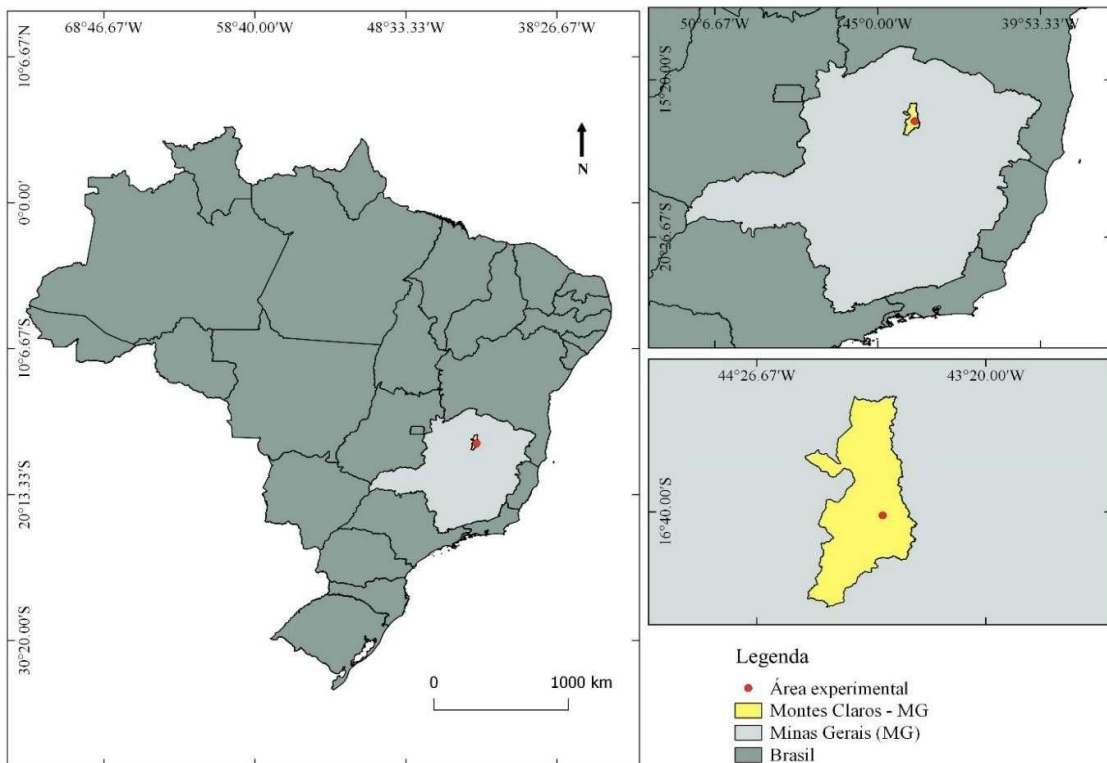 68°46.67'W 58°40.00'W 48°33.33'W 38°26.67'W
10°6.67'N
0°0.00'
10°6.67'S
20°13.33'S
30°20.00'S
N
0 1000 km
50°6.67'W 45°0.00'W 39°53.33'W
15°20.00'S
20°26.67'S
44°26.67'W 43°20.00'W
16°40.00'S
Legenda
Área experimental
Montes Claros - MG
Minas Gerais (MG)
Brasil